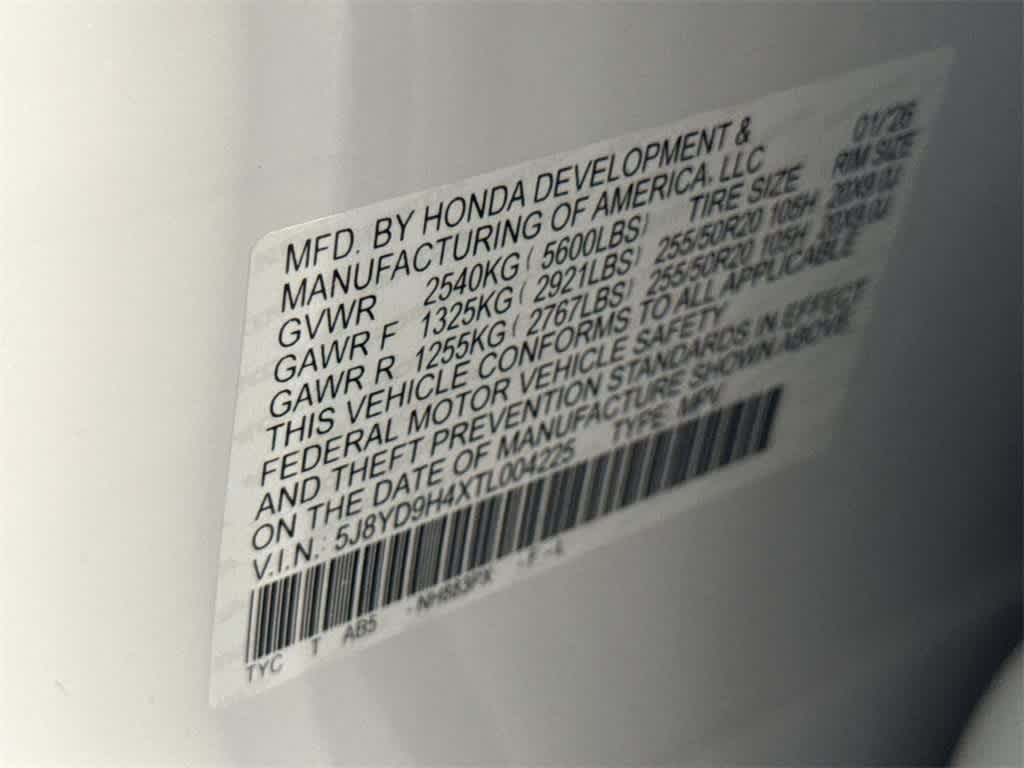 MFD. BY HONDA DEVELOPMENT & 01/26
MANUFACTURING OF AMERICA, LLC RIM SIZE
GVWR 2540KG ( 5600LBS) TIRE SIZE 20X9.0J
GAWR F 1325KG ( 2921LBS) 255/50R20 105H 20X9.0J
GAWR R 1255KG ( 2767LBS) 255/50R20 105H
THIS VEHICLE CONFORMS TO ALL APPLICABLE
FEDERAL MOTOR VEHICLE SAFETY
AND THEFT PREVENTION STANDARDS IN EFFECT
ON THE DATE OF MANUFACTURE SHOWN ABOVE.
V.I.N.: 5J8YD9H4XTL004225 TYPE: MPV
TYC T AB5 - NH883PX - F - L